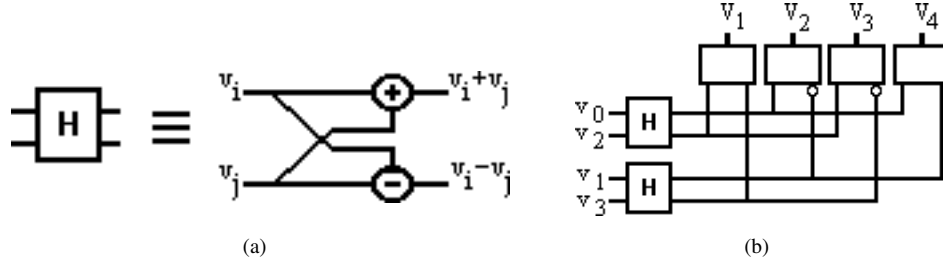 H
v_i
v_i+v_j
v_j
v_i−v_j
(a)
V_1 V_2 V_3 V_4
v_0
H
v_2
v_1
H
v_3
(b)